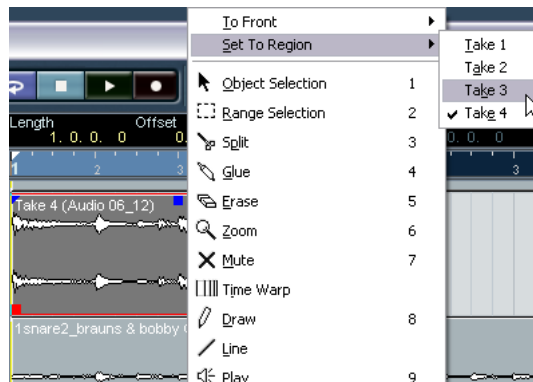 To Front
Set To Region
Take 1
Take 2
Take 3
Take 4
Object Selection 1
Range Selection 2
Split 3
Glue 4
Erase 5
Zoom 6
Mute 7
Time Warp
Draw 8
Line
Play 9
Length Offset
1. 0. 0. 0 0.
0. 0. 0
1 2 3 3
Take 4 (Audio 06_12)
1snare2_brauns & bobby